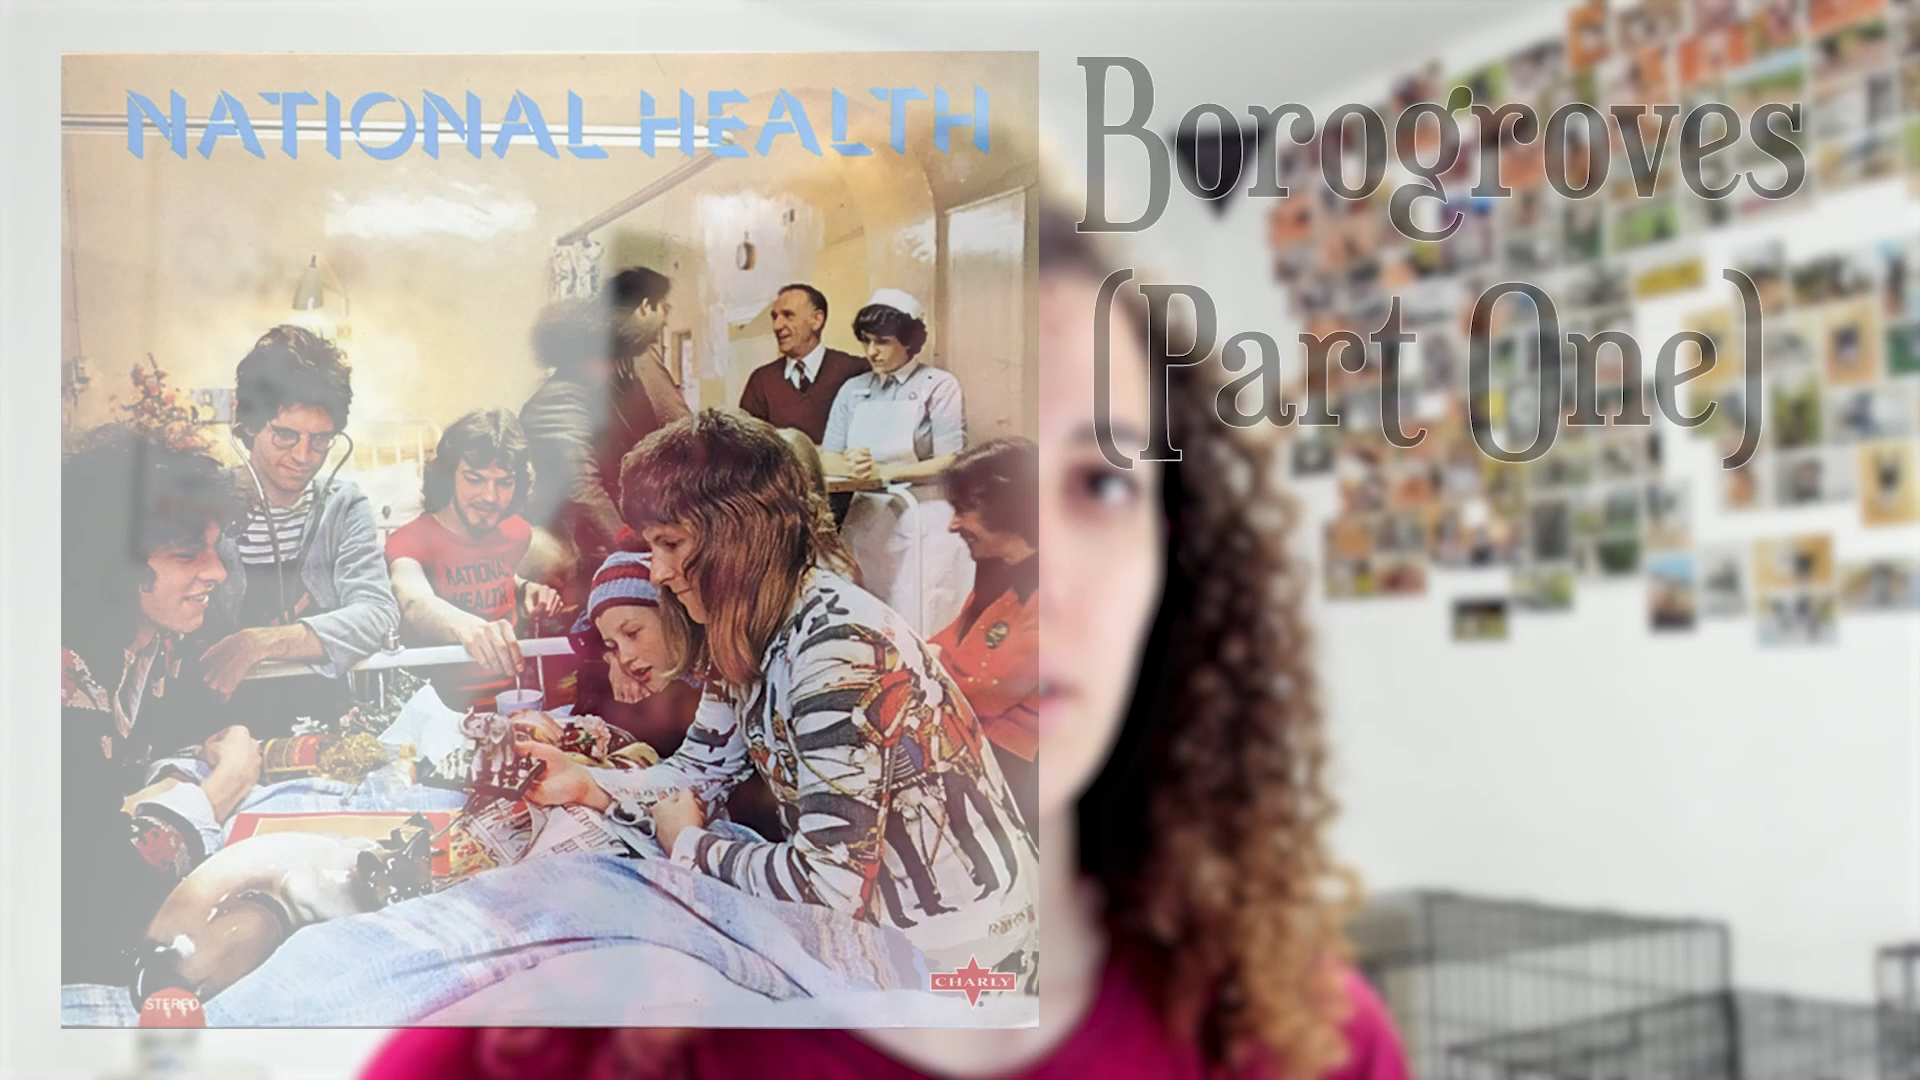 NATIONAL HEALTH
Borogroves
(Part One)
NATIONAL
HEALTH
CHARLY
STEREO